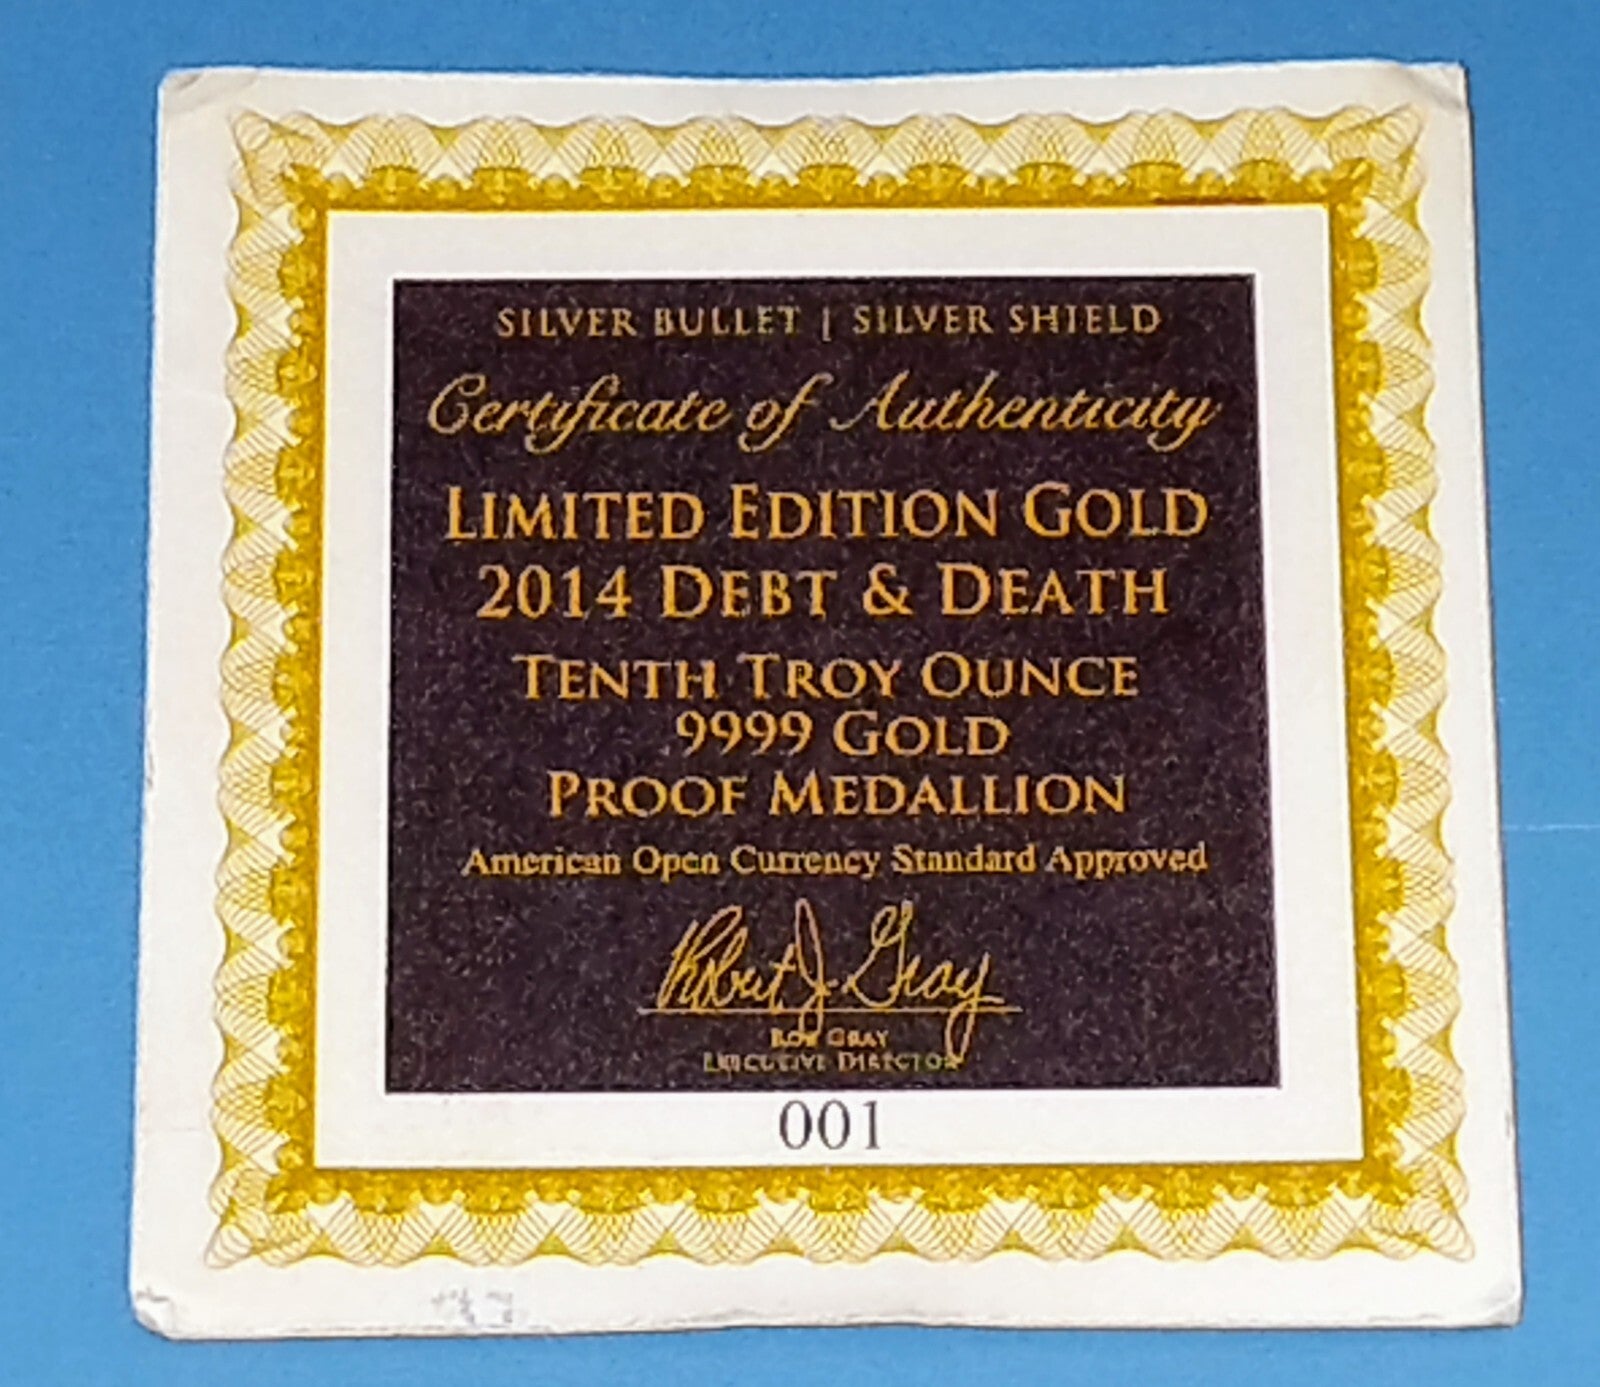 SILVER BULLET | SILVER SHIELD
Certificate of Authenticity
LIMITED EDITION GOLD
2014 DEBT & DEATH
TENTH TROY OUNCE
9999 GOLD
PROOF MEDALLION
American Open Currency Standard Approved
Robert J. Gray
ROB GRAY
EXECUTIVE DIRECTOR
001